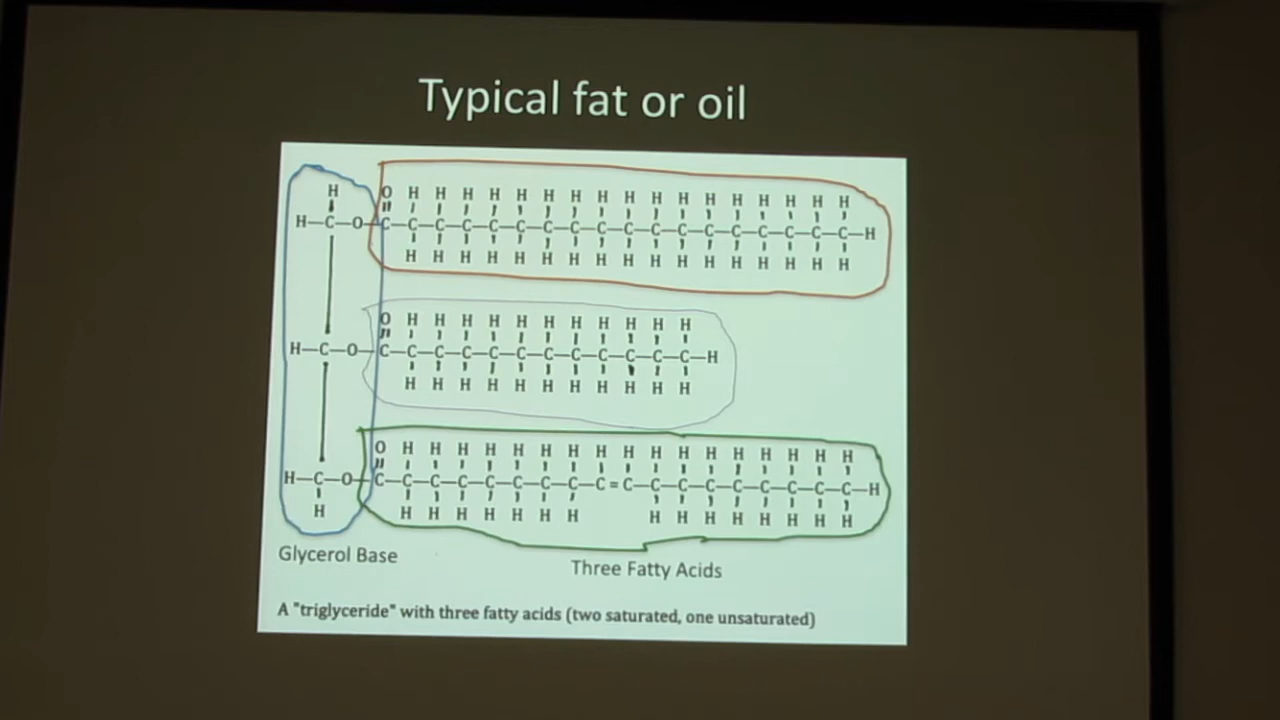 Typical fat or oil
H O H H H H H H H H H H H H H H H H H
H—C—O—C—C—C—C—C—C—C—C—C—C—C—C—C—C—C—C—C—C—H
H H H H H H H H H H H H H H H H H
O H H H H H H H H H H H
H—C—O—C—C—C—C—C—C—C—C—C—C—C—C—H
H H H H H H H H H H H
O H H H H H H H H H H H H H H H H H
H—C—O—C—C—C—C—C—C—C—C—C=C—C—C—C—C—C—C—C—C—H
H H H H H H H H H H H H H H H H
Glycerol Base
Three Fatty Acids
A "triglyceride" with three fatty acids (two saturated, one unsaturated)